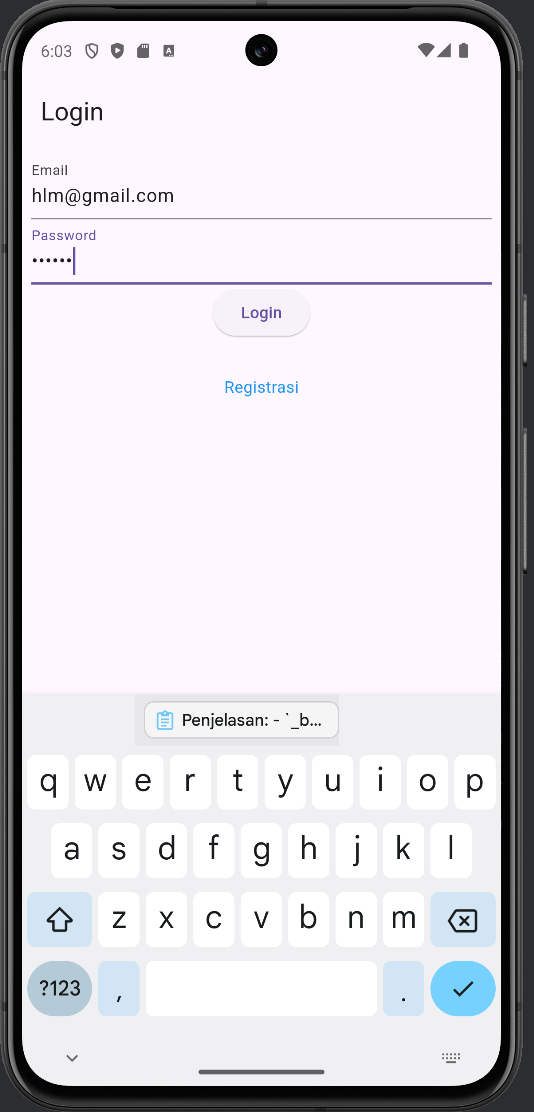 6:03
Login
Email
hlm@gmail.com
Password
••••••
Login
Registrasi
Penjelasan: - `_b...
q w e r t y u i o p
a s d f g h j k l
z x c v b n m
?123 , .